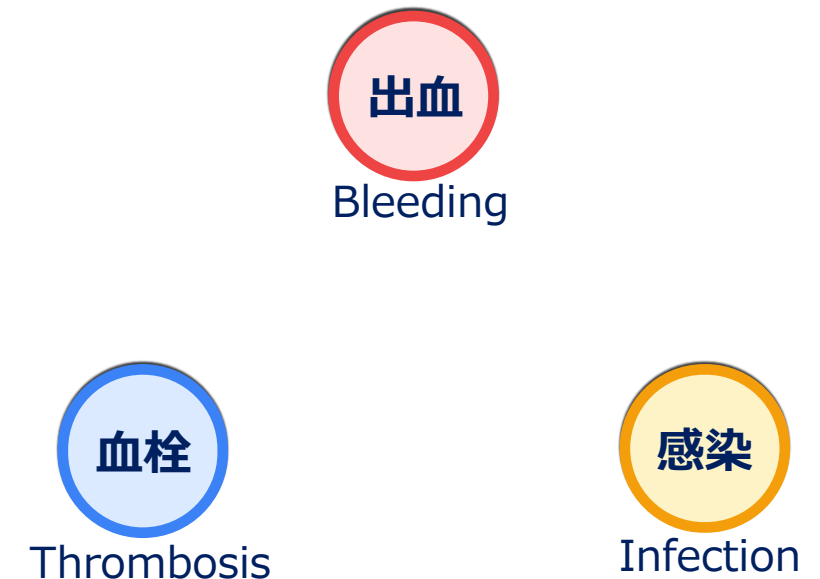 出血
Bleeding
血栓
Thrombosis
感染
Infection